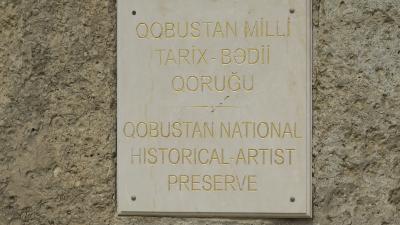 QOBUSTAN MİLLİ
TARİX-BƏDİİ
QORUĞU
QOBUSTAN NATIONAL
HISTORICAL-ARTIST
PRESERVE